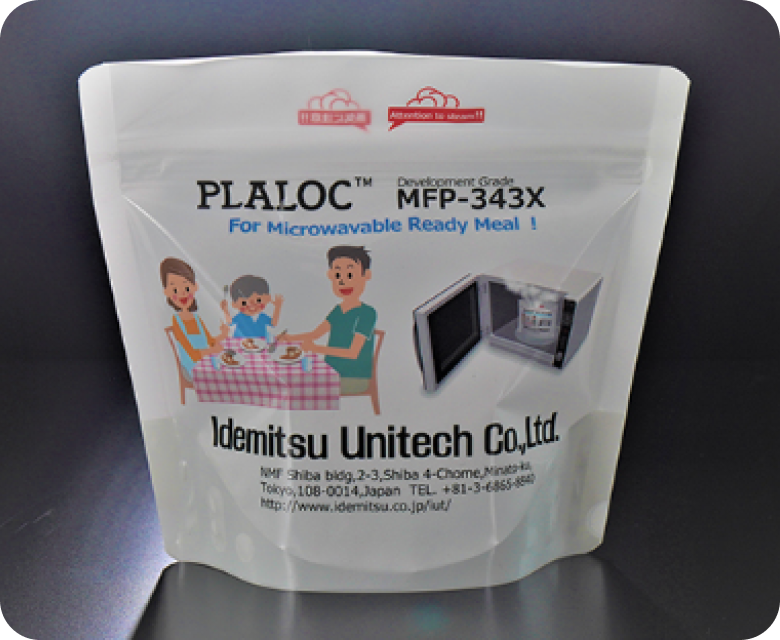 Attention to steam!!
PLALOC™
Development Grade
MFP-343X
For Microwavable Ready Meal !
Idemitsu Unitech Co.,Ltd.
NMF Shiba bldg,2-3,Shiba 4-Chome,Minato-ku,
Tokyo,108-0014,Japan TEL. +81-3-6865-8840
http://www.idemitsu.co.jp/iut/